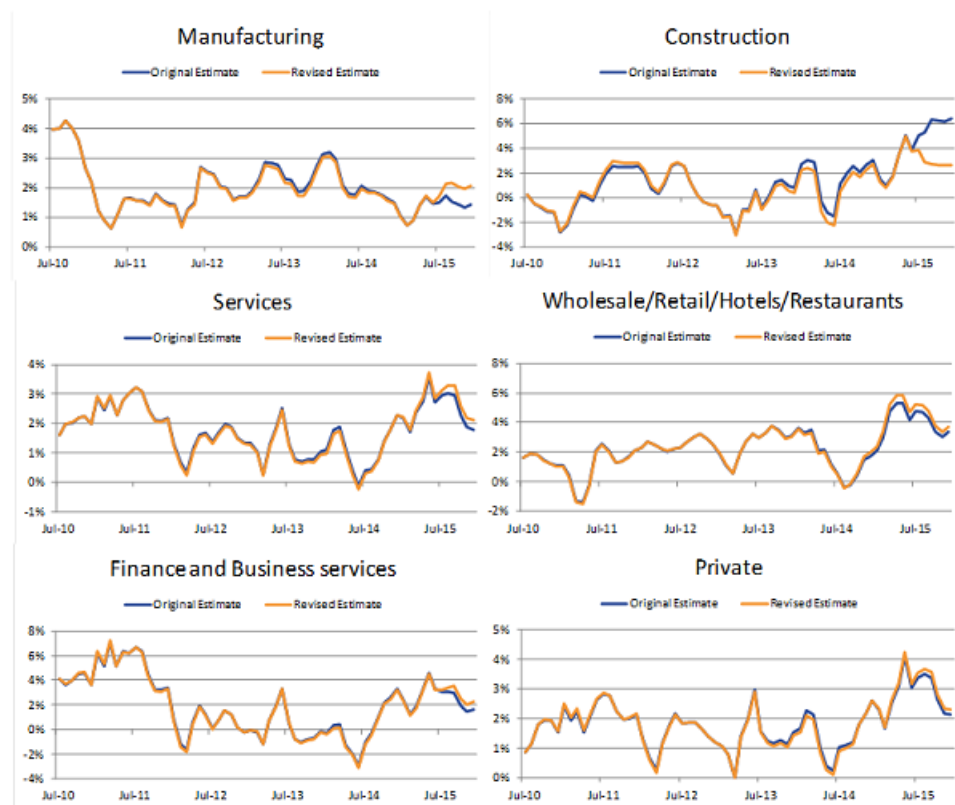 Manufacturing
Original Estimate Revised Estimate
5%
4%
3%
2%
1%
0%
Jul-10 Jul-11 Jul-12 Jul-13 Jul-14 Jul-15
Construction
Original Estimate Revised Estimate
8%
6%
4%
2%
0%
-2%
-4%
Jul-10 Jul-11 Jul-12 Jul-13 Jul-14 Jul-15
Services
Original Estimate Revised Estimate
4%
3%
2%
1%
0%
-1%
Jul-10 Jul-11 Jul-12 Jul-13 Jul-14 Jul-15
Wholesale/Retail/Hotels/Restaurants
Original Estimate Revised Estimate
8%
6%
4%
2%
0%
-2%
Jul-10 Jul-11 Jul-12 Jul-13 Jul-14 Jul-15
Finance and Business services
Original Estimate Revised Estimate
8%
6%
4%
2%
0%
-2%
-4%
Jul-10 Jul-11 Jul-12 Jul-13 Jul-14 Jul-15
Private
Original Estimate Revised Estimate
5%
4%
3%
2%
1%
0%
Jul-10 Jul-11 Jul-12 Jul-13 Jul-14 Jul-15